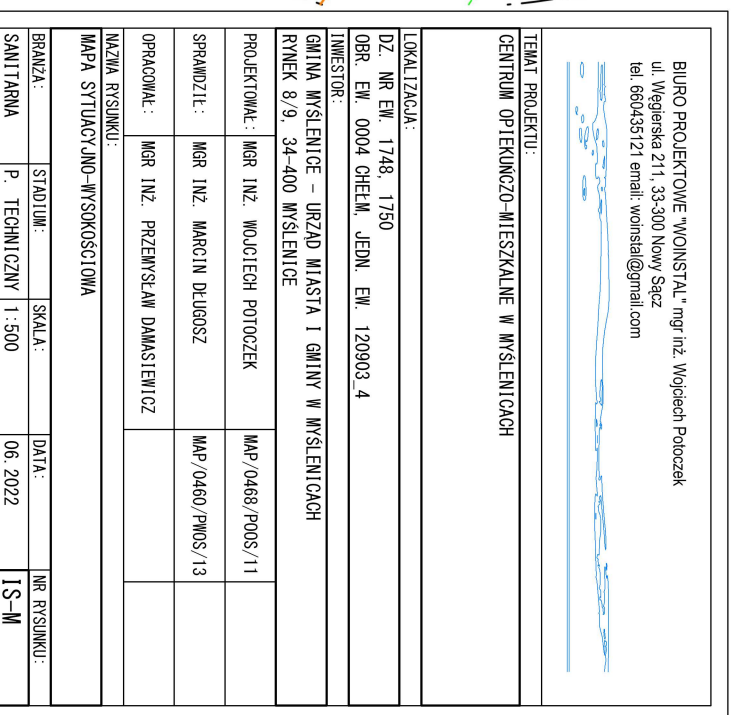 BIURO PROJEKTOWE "WOINSTAL" mgr inż. Wojciech Potoczek
ul. Węgierska 211, 33-300 Nowy Sącz
tel. 660435121 email: woinstal@gmail.com
TEMAT PROJEKTU:
CENTRUM OPIEKUŃCZO-MIESZKALNE W MYŚLENICACH
LOKALIZACJA:
DZ. NR EW. 1748, 1750
OBR. EW. 0004 CHEŁM, JEDN. EW. 120903_4
INWESTOR:
GMINA MYŚLENICE - URZĄD MIASTA I GMINY W MYŚLENICACH
RYNEK 8/9, 34-400 MYŚLENICE
PROJEKTOWAŁ: MGR INŻ. WOJCIECH POTOCZEK MAP/0468/POOS/11
SPRAWDZIŁ: MGR INŻ. MARCIN DŁUGOSZ MAP/0460/PWOS/13
OPRACOWAŁ: MGR INŻ. PRZEMYSŁAW DAMASIEWICZ
NAZWA RYSUNKU:
MAPA SYTUACYJNO-WYSOKOŚCIOWA
BRANŻA: STADIUM: SKALA: DATA: NR RYSUNKU:
SANITARNA P. TECHNICZNY 1:500 06.2022 IS-M